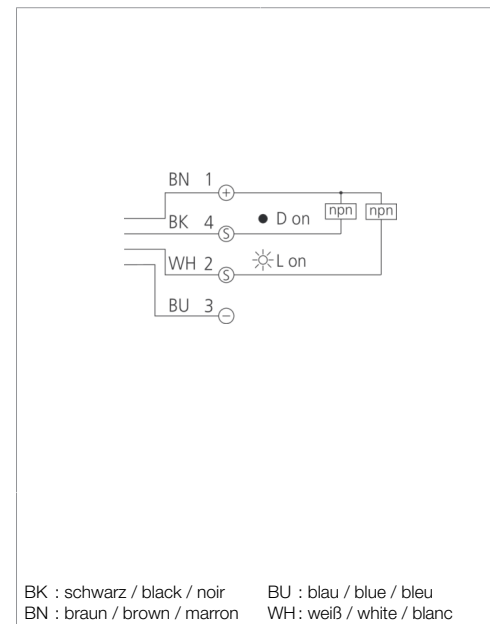 BN 1 +
npn npn
BK 4 S D on
WH 2 S L on
BU 3 −
BK : schwarz / black / noir BU : blau / blue / bleu
BN : braun / brown / marron WH : weiß / white / blanc